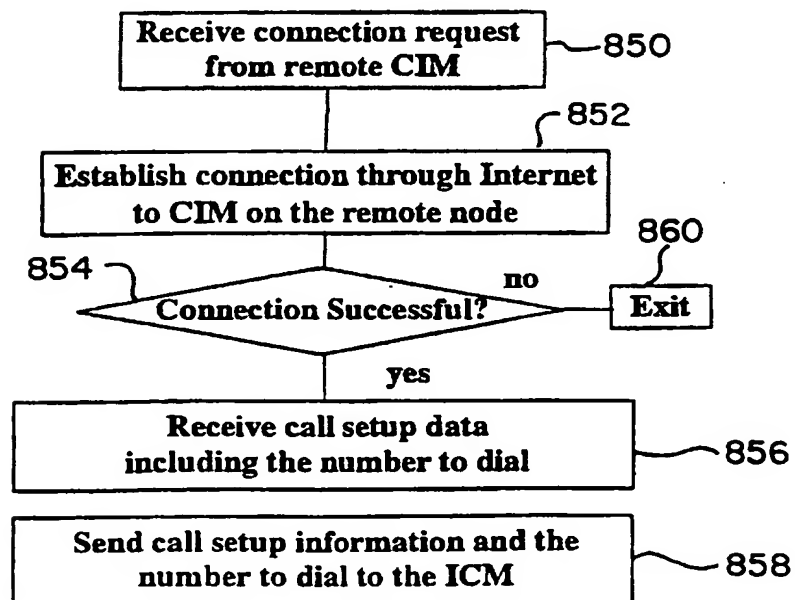 Receive connection request
from remote CIM
850
852
Establish connection through Internet
to CIM on the remote node
854
Connection Successful?
no
860
Exit
yes
Receive call setup data
including the number to dial
856
Send call setup information and the
number to dial to the ICM
858